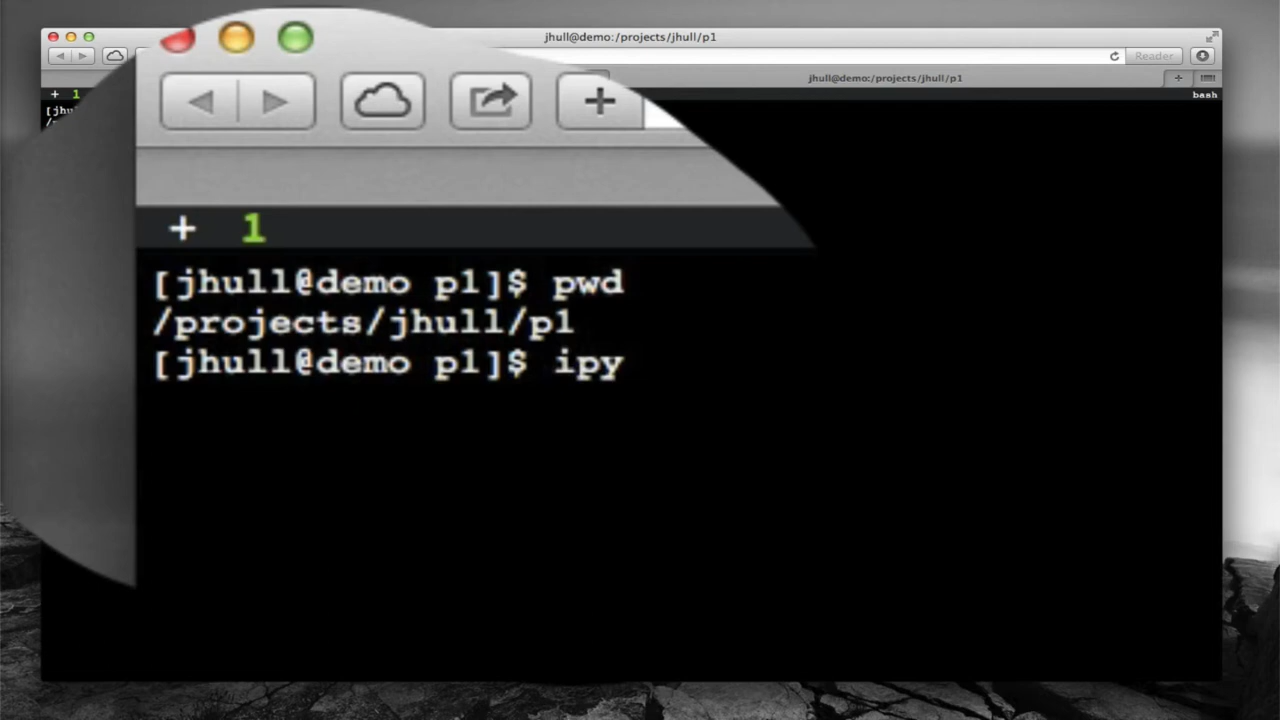 jhull@demo:/projects/jhull/p1
Reader
jhull@demo:/projects/jhull/p1
+ 1
bash
+ 1
[jhull@demo p1]$ pwd
/projects/jhull/p1
[jhull@demo p1]$ ipy